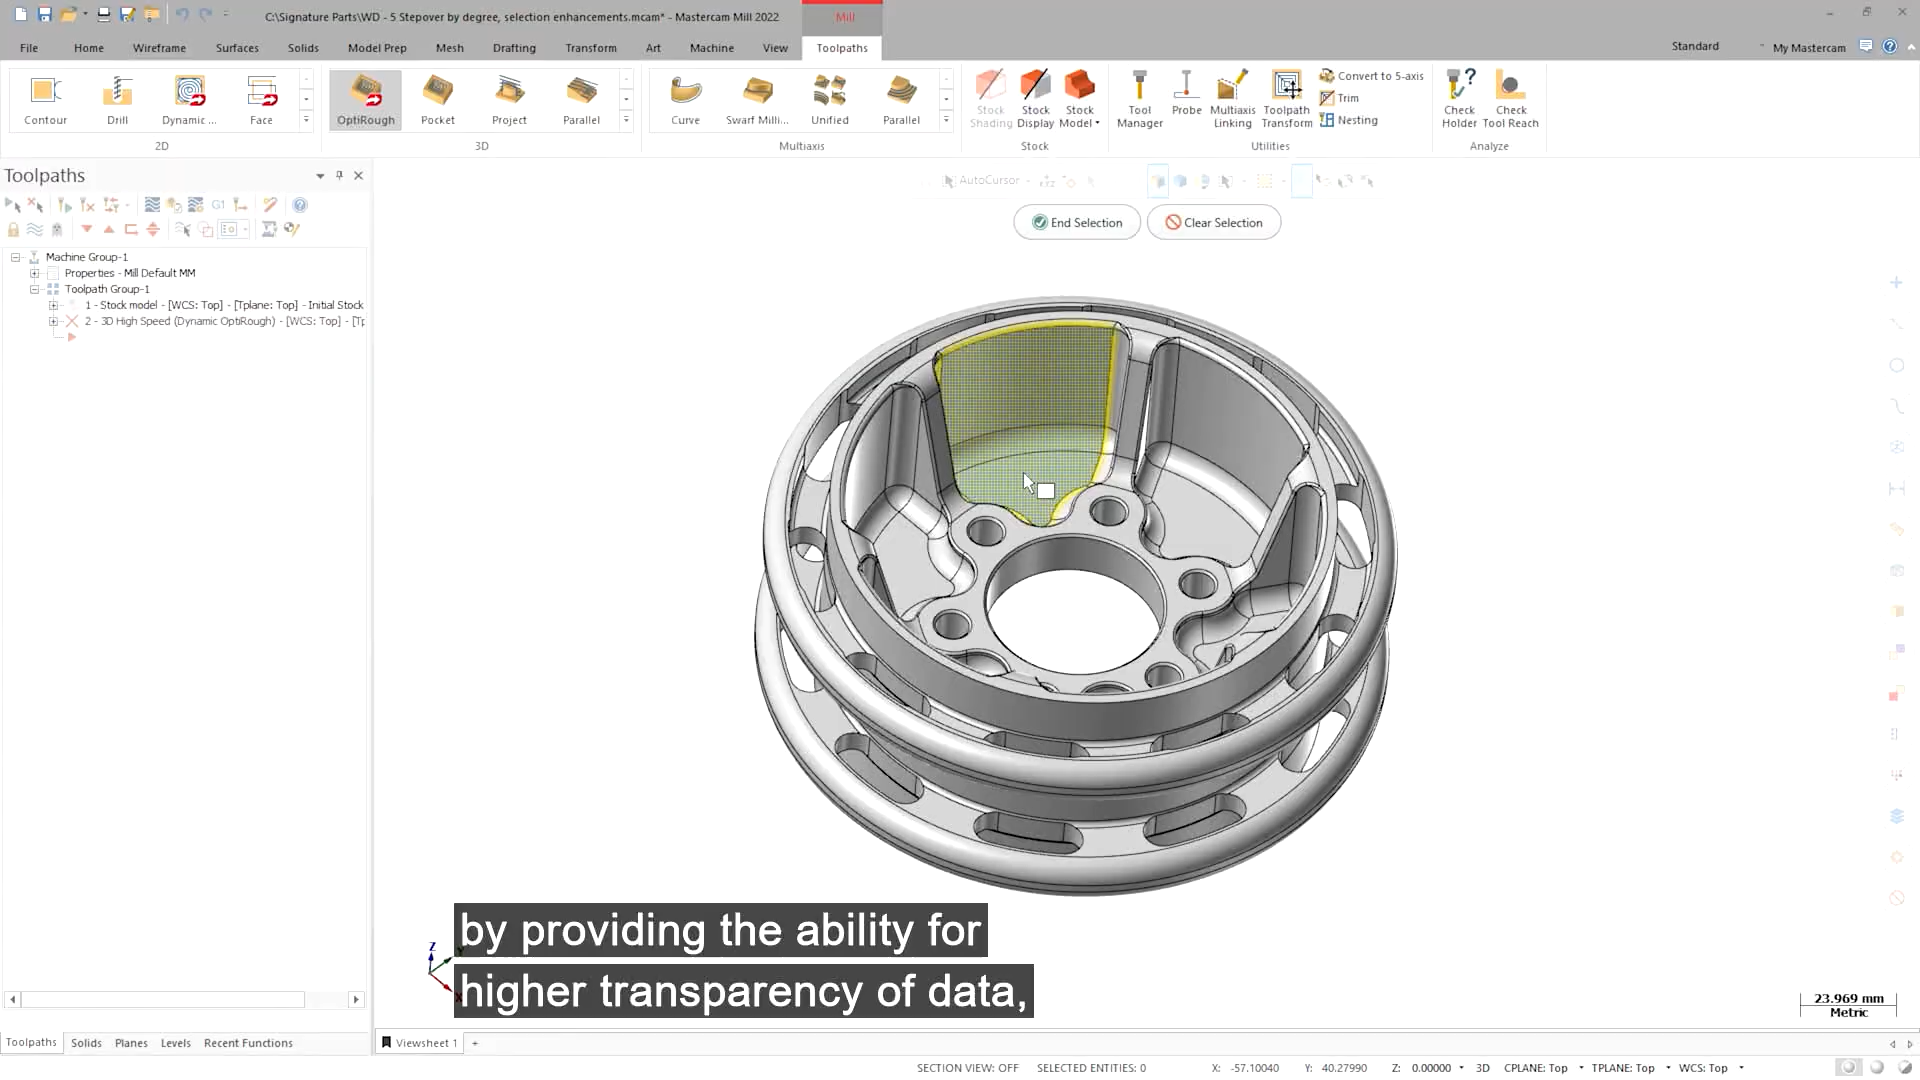 C:\Signature Parts\WD - 5 Stepover by degree, selection enhancements.mcam* - Mastercam Mill 2022
Mill
File Home Wireframe Surfaces Solids Model Prep Mesh Drafting Transform Art Machine View Toolpaths
Standard My Mastercam
Contour Drill Dynamic ... Face
OptiRough Pocket Project Parallel
Curve Swarf Milli... Unified Parallel
Stock Shading
Stock Display
Stock Model
Tool Manager
Probe
Multiaxis Linking
Toolpath Transform
Convert to 5-axis
Trim
Nesting
Check Holder
Check Tool Reach
2D 3D Multiaxis Stock Utilities Analyze
Toolpaths
AutoCursor
G1
End Selection Clear Selection
Machine Group-1
Properties - Mill Default MM
Toolpath Group-1
1 - Stock model - [WCS: Top] - [Tplane: Top] - Initial Stock
2 - 3D High Speed (Dynamic OptiRough) - [WCS: Top] - [Tp
by providing the ability for
higher transparency of data,
Z
Y
X
23.969 mm
Metric
Toolpaths Solids Planes Levels Recent Functions
Viewsheet 1 +
SECTION VIEW: OFF SELECTED ENTITIES: 0 X: -57.10040 Y: 40.27990 Z: 0.00000 3D CPLANE: Top TPLANE: Top WCS: Top